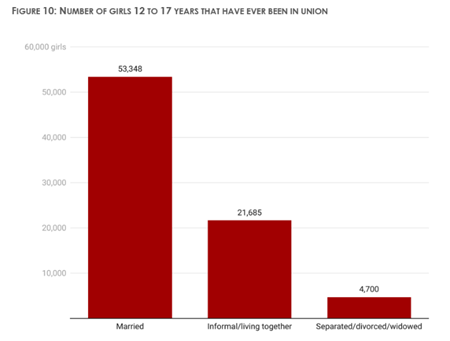 FIGURE 10: NUMBER OF GIRLS 12 TO 17 YEARS THAT HAVE EVER BEEN IN UNION
60,000 girls
53,348
50,000
40,000
30,000
21,685
20,000
10,000
4,700
Married Informal/living together Separated/divorced/widowed